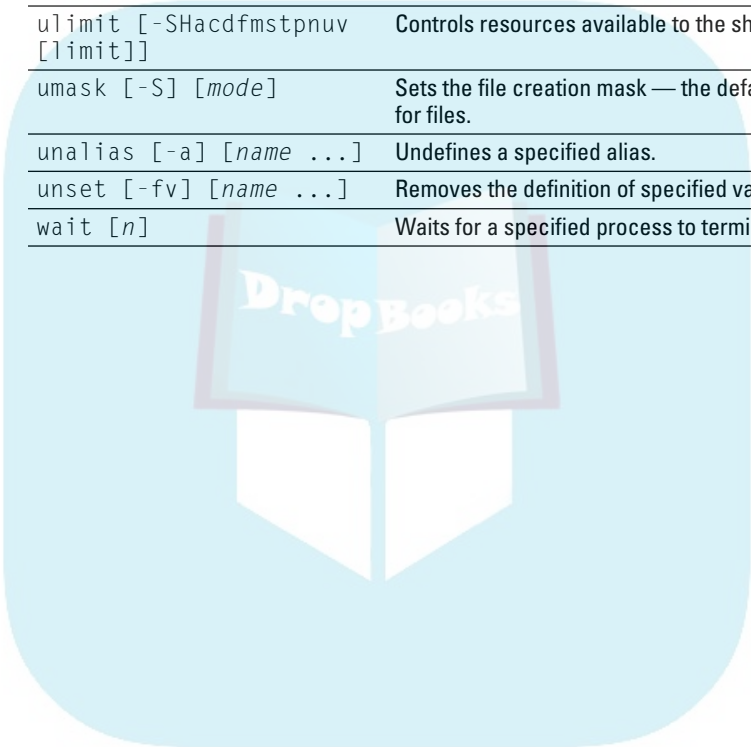 ulimit [-SHacdfmstpnuv Controls resources available to the sh
[limit]]
umask [-S] [mode] Sets the file creation mask — the defa
for files.
unalias [-a] [name ...] Undefines a specified alias.
unset [-fv] [name ...] Removes the definition of specified va
wait [n] Waits for a specified process to termi
DropBooks